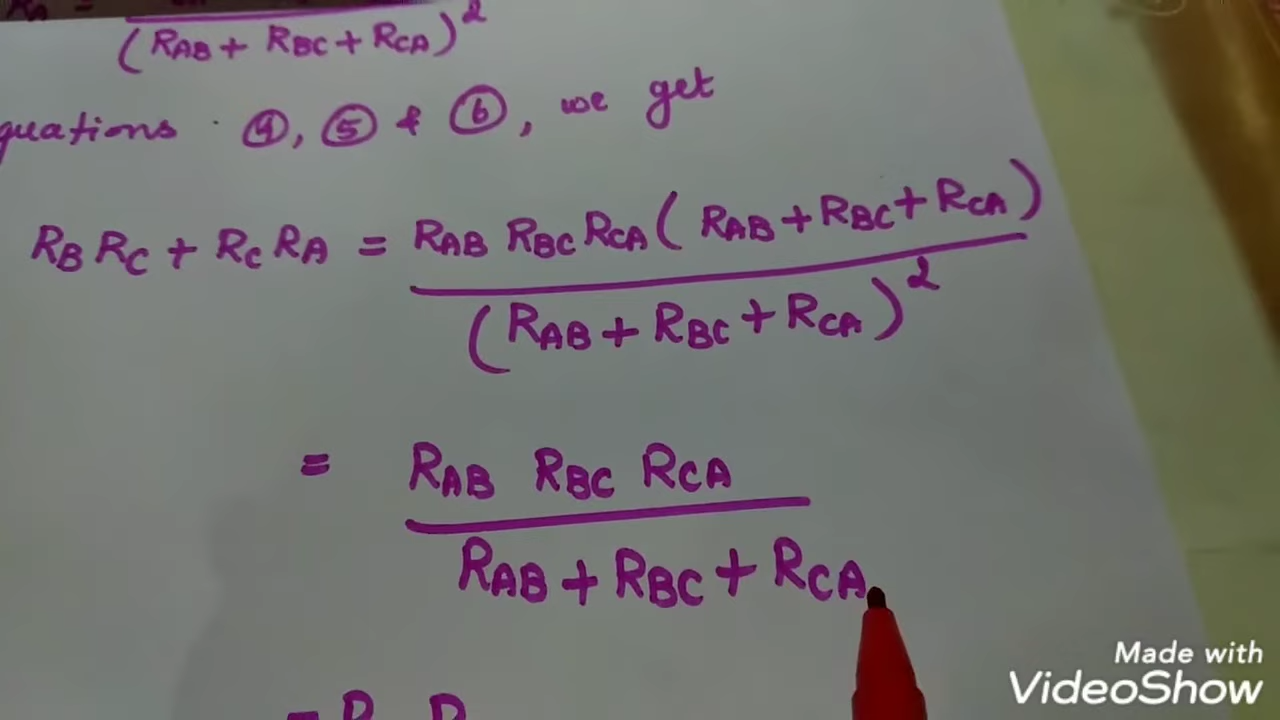 (RAB + RBC + RCA)²
quations ④, ⑤ & ⑥, we get
RB RC + RC RA = RAB RBC RCA ( RAB + RBC + RCA )
(RAB + RBC + RCA)²
= RAB RBC RCA
RAB + RBC + RCA
Made with
VideoShow